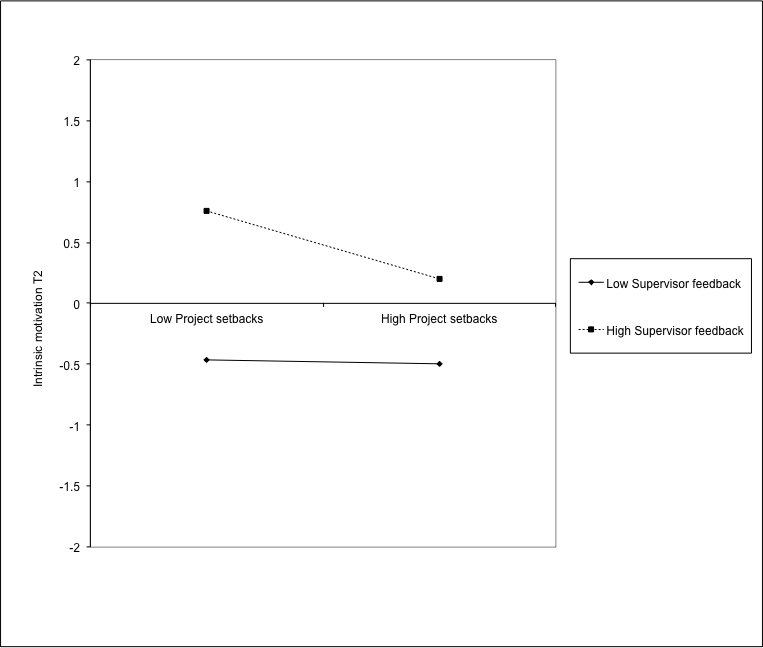 2
1.5
1
0.5
0
-0.5
-1
-1.5
-2
Intrinsic motivation T2
Low Project setbacks
High Project setbacks
Low Supervisor feedback
High Supervisor feedback